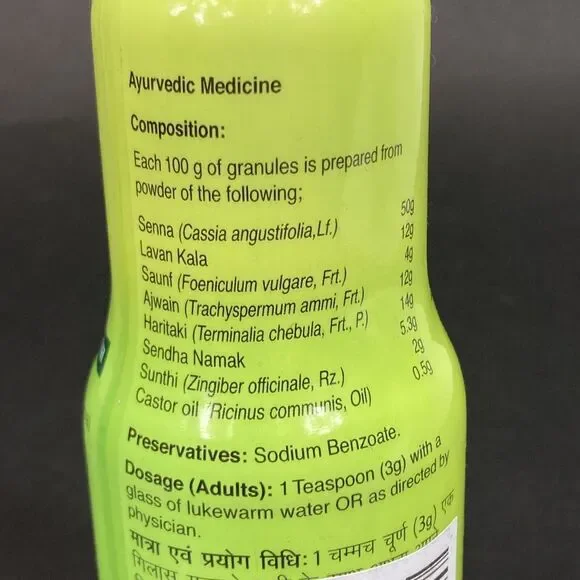 Ayurvedic Medicine
Composition:
Each 100 g of granules is prepared from
powder of the following;
Senna (Cassia angustifolia,Lf.) 50g
Lavan Kala 12g
Saunf (Foeniculum vulgare, Frt.) 4g
Ajwain (Trachyspermum ammi, Frt.) 12g
Haritaki (Terminalia chebula, Frt., P.) 14g
Sendha Namak 5.3g
Sunthi (Zingiber officinale, Rz.) 2g
Castor oil (Ricinus communis, Oil) 0.5g
Preservatives: Sodium Benzoate.
Dosage (Adults): 1 Teaspoon (3g) with a
glass of lukewarm water OR as directed by
physician.
मात्रा एवं प्रयोग विधि: 1 चम्मच चूर्ण (3g) एक
गिलास